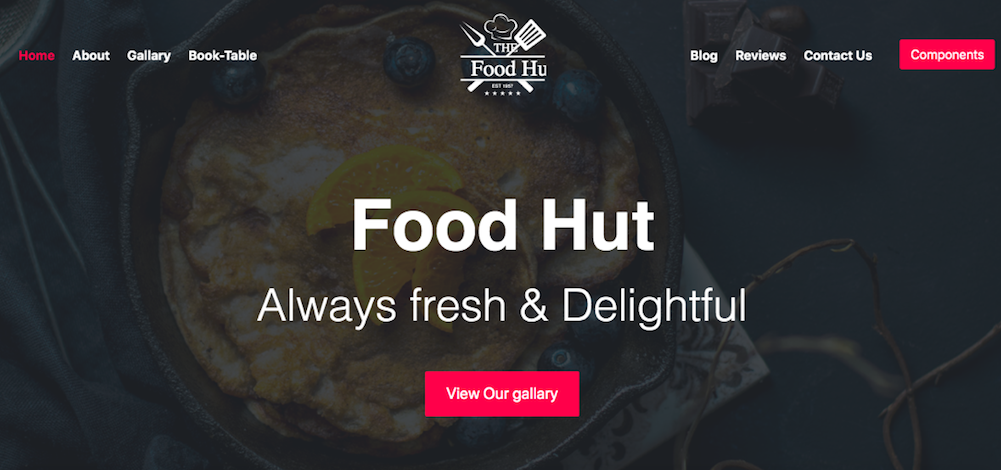 Home About Gallary Book-Table
THE
Food Hu
EST 1987
Blog Reviews Contact Us Components
Food Hut
Always fresh & Delightful
View Our gallary